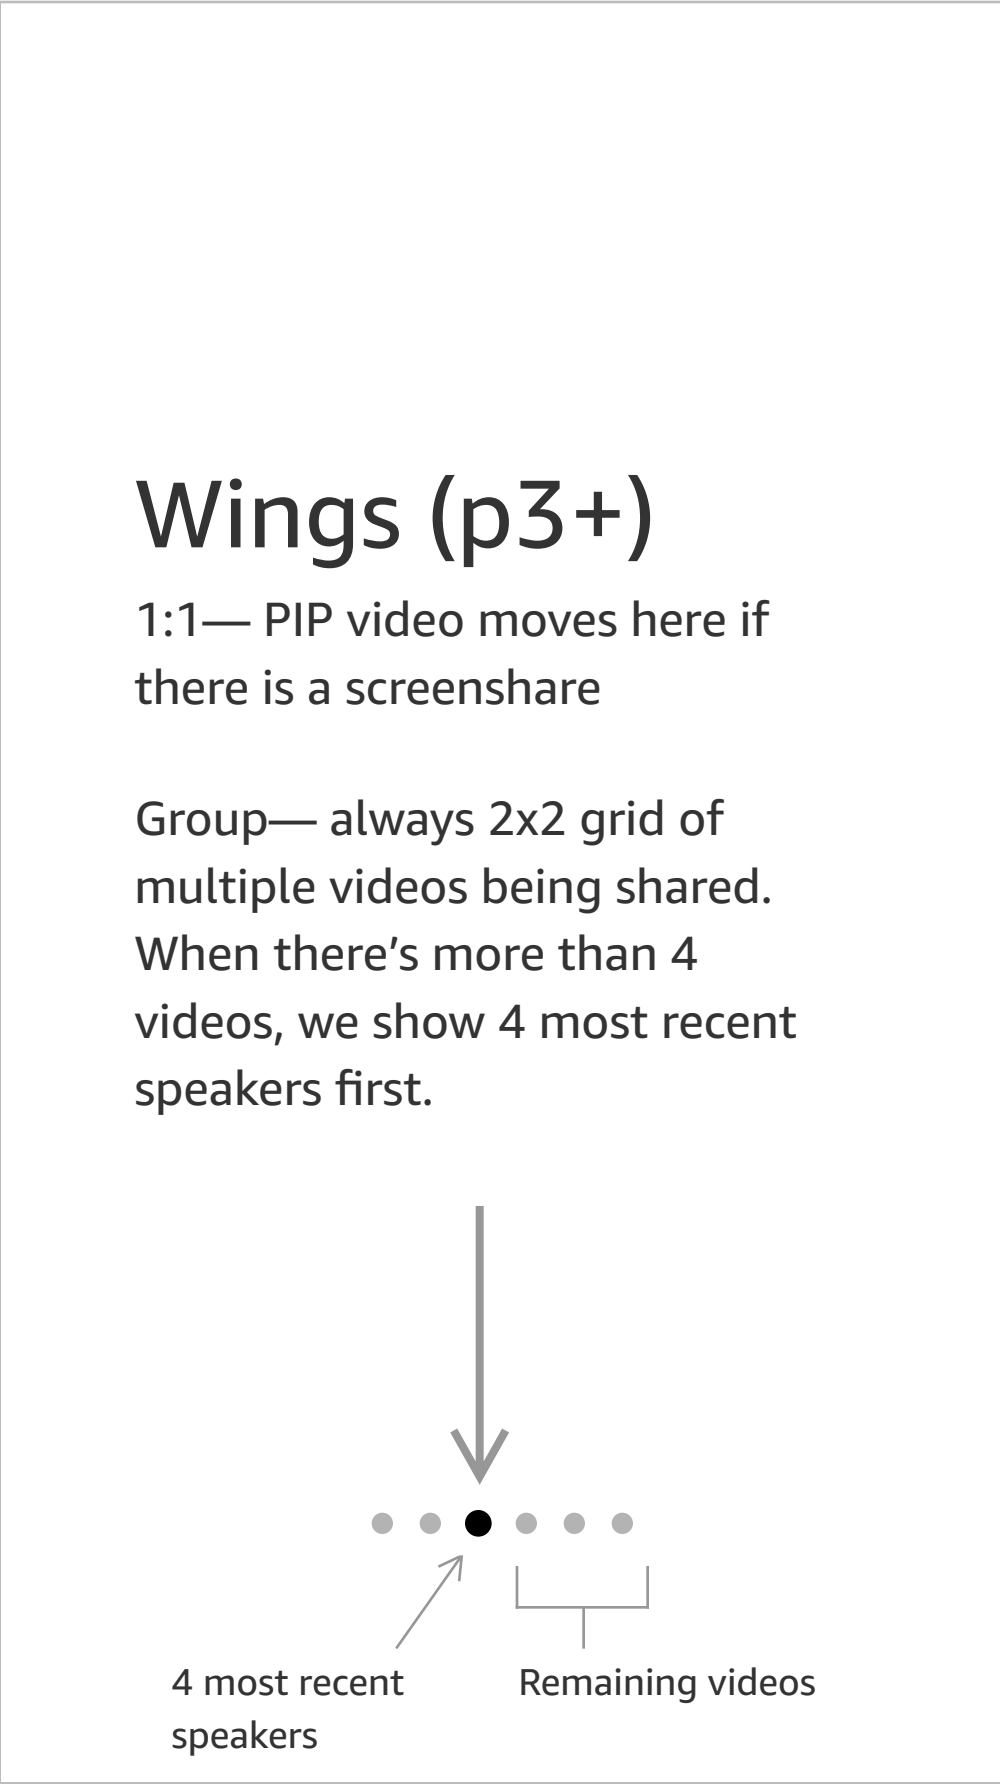 Wings (p3+)
1:1— PIP video moves here if
there is a screenshare
Group— always 2x2 grid of
multiple videos being shared.
When there’s more than 4
videos, we show 4 most recent
speakers first.
4 most recent
speakers
Remaining videos